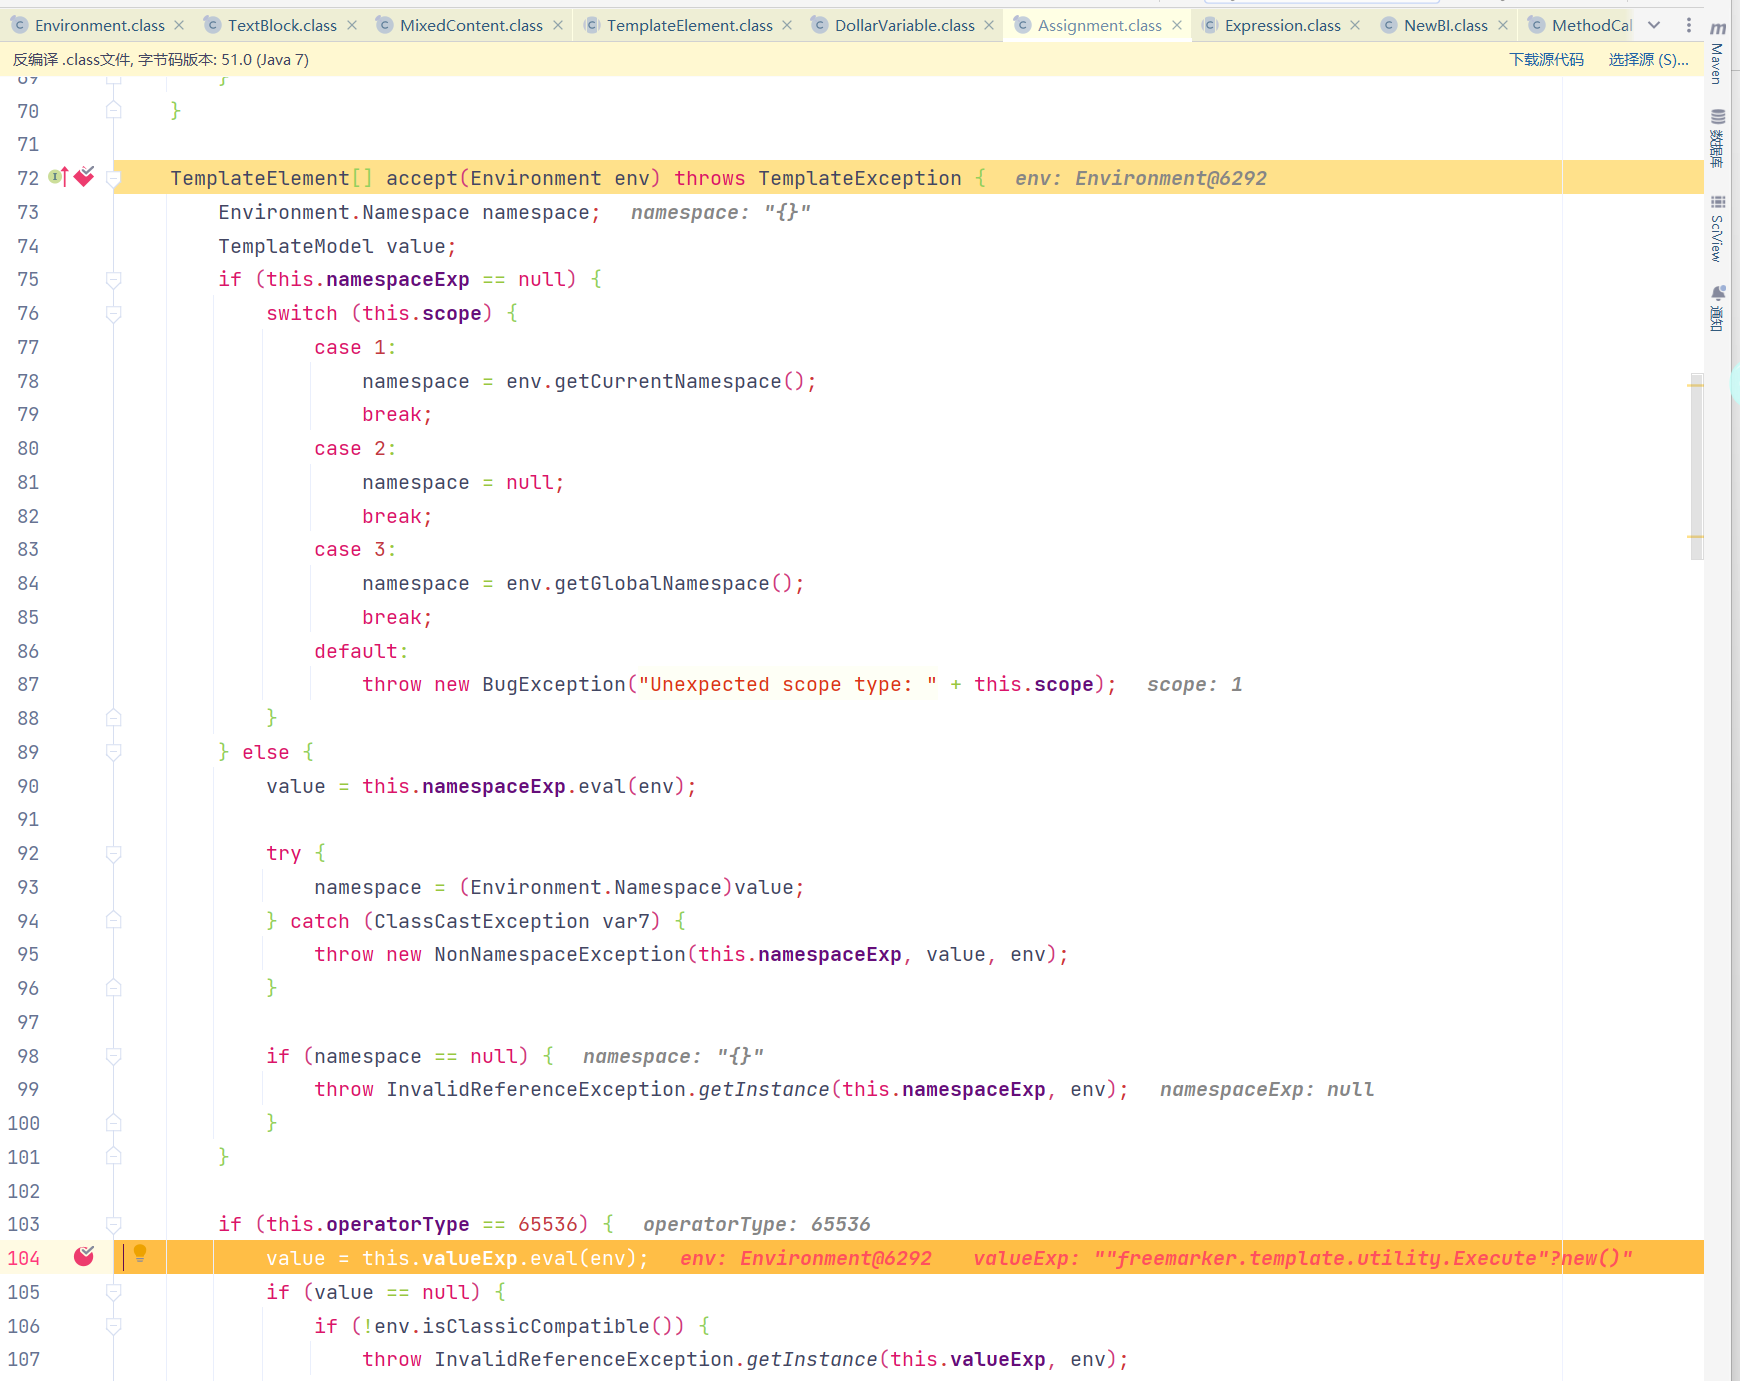 Environment.class TextBlock.class MixedContent.class TemplateElement.class DollarVariable.class Assignment.class Expression.class NewBI.class MethodCal
反编译 .class文件, 字节码版本: 51.0 (Java 7) 下载源代码 选择源 (S)...
69 }
70 }
71
72 TemplateElement[] accept(Environment env) throws TemplateException { env: Environment@6292
73 Environment.Namespace namespace; namespace: "{}"
74 TemplateModel value;
75 if (this.namespaceExp == null) {
76 switch (this.scope) {
77 case 1:
78 namespace = env.getCurrentNamespace();
79 break;
80 case 2:
81 namespace = null;
82 break;
83 case 3:
84 namespace = env.getGlobalNamespace();
85 break;
86 default:
87 throw new BugException("Unexpected scope type: " + this.scope); scope: 1
88 }
89 } else {
90 value = this.namespaceExp.eval(env);
91
92 try {
93 namespace = (Environment.Namespace)value;
94 } catch (ClassCastException var7) {
95 throw new NonNamespaceException(this.namespaceExp, value, env);
96 }
97
98 if (namespace == null) { namespace: "{}"
99 throw InvalidReferenceException.getInstance(this.namespaceExp, env); namespaceExp: null
100 }
101 }
102
103 if (this.operatorType == 65536) { operatorType: 65536
104 value = this.valueExp.eval(env); env: Environment@6292 valueExp: ""freemarker.template.utility.Execute"?new()"
105 if (value == null) {
106 if (!env.isClassicCompatible()) {
107 throw InvalidReferenceException.getInstance(this.valueExp, env);
m Maven
数据库
SciView
通知